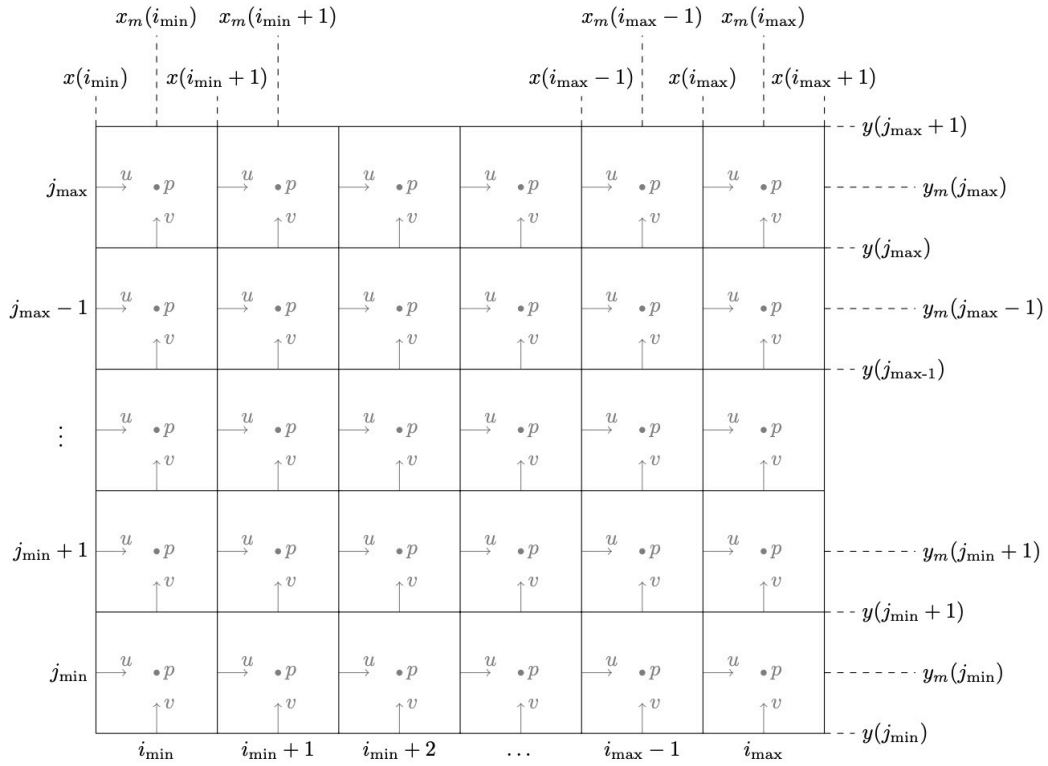 x_m(i_min) x_m(i_min + 1) x_m(i_max − 1) x_m(i_max)
x(i_min) x(i_min + 1) x(i_max − 1) x(i_max) x(i_max + 1)
y(j_max + 1)
u u u u u u
j_max p p p p p p y_m(j_max)
v v v v v v
y(j_max)
u u u u u u
j_max − 1 p p p p p p y_m(j_max − 1)
v v v v v v
y(j_max-1)
u u u u u u
⋮ p p p p p p
v v v v v v
u u u u u u
j_min + 1 p p p p p p y_m(j_min + 1)
v v v v v v
y(j_min + 1)
u u u u u u
j_min p p p p p p y_m(j_min)
v v v v v v
y(j_min)
i_min i_min + 1 i_min + 2 … i_max − 1 i_max